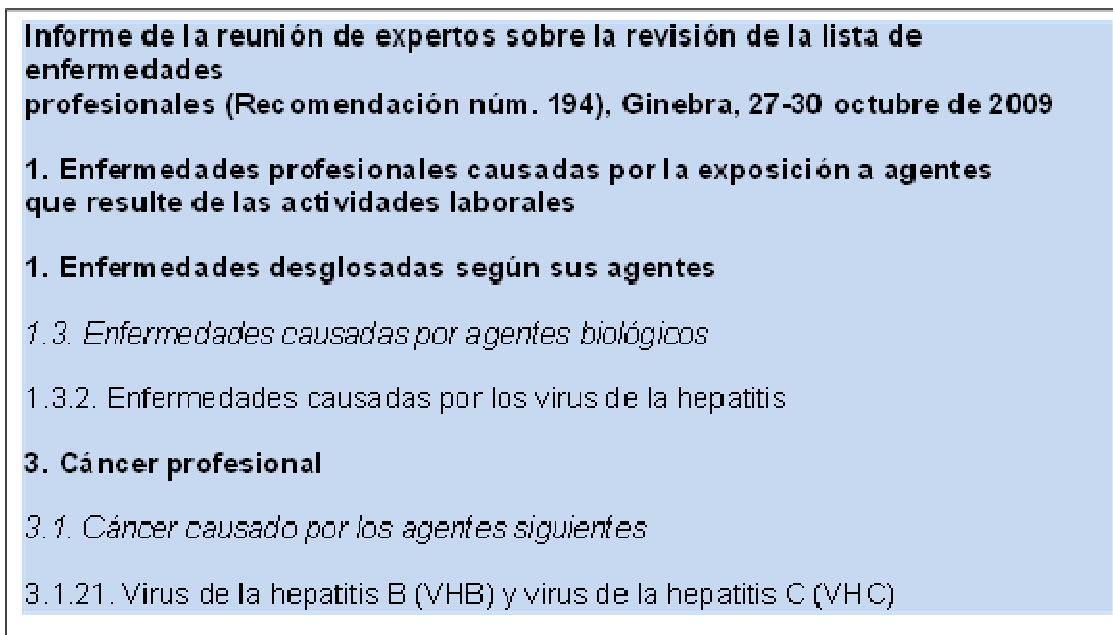 Informe de la reunión de expertos sobre la revisión de la lista de
enfermedades
profesionales (Recomendación núm. 194), Ginebra, 27-30 octubre de 2009
1. Enfermedades profesionales causadas por la exposición a agentes
que resulte de las actividades laborales
1. Enfermedades desglosadas según sus agentes
1.3. Enfermedades causadas por agentes biológicos
1.3.2. Enfermedades causadas por los virus de la hepatitis
3. Cáncer profesional
3.1. Cáncer causado por los agentes siguientes
3.1.21. Virus de la hepatitis B (VHB) y virus de la hepatitis C (VHC)